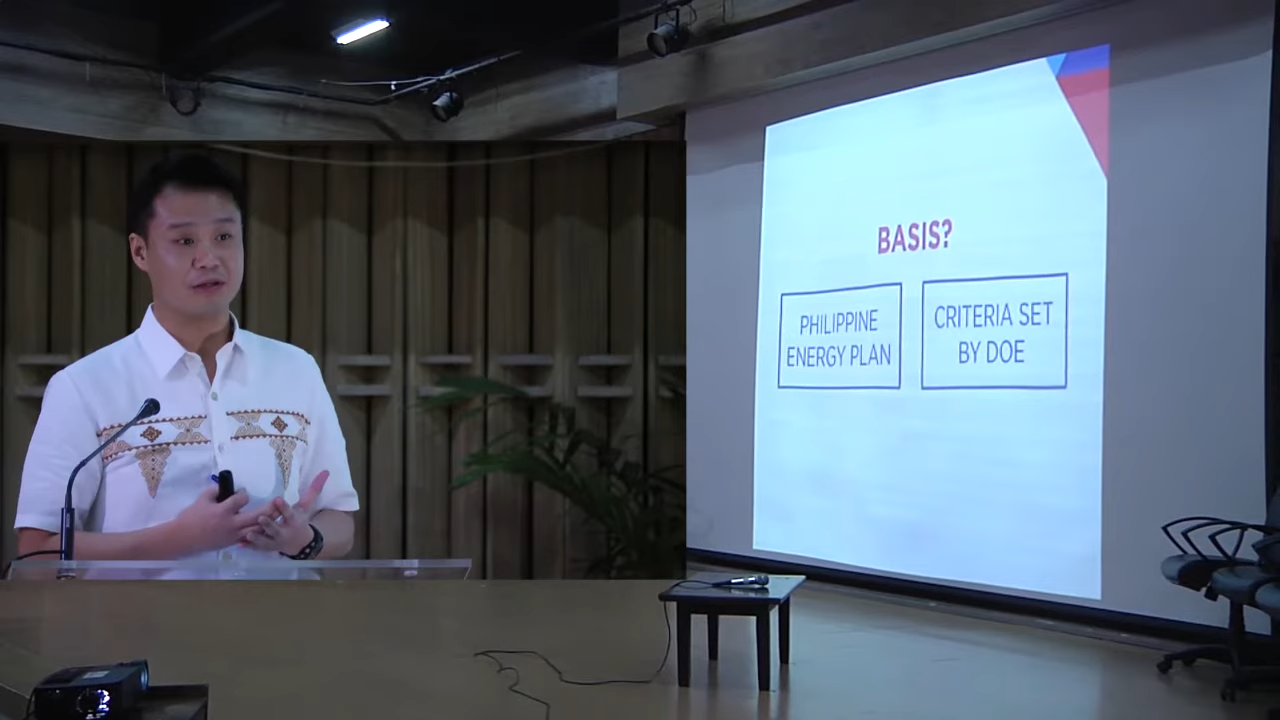 BASIS?
PHILIPPINE
ENERGY PLAN
CRITERIA SET
BY DOE